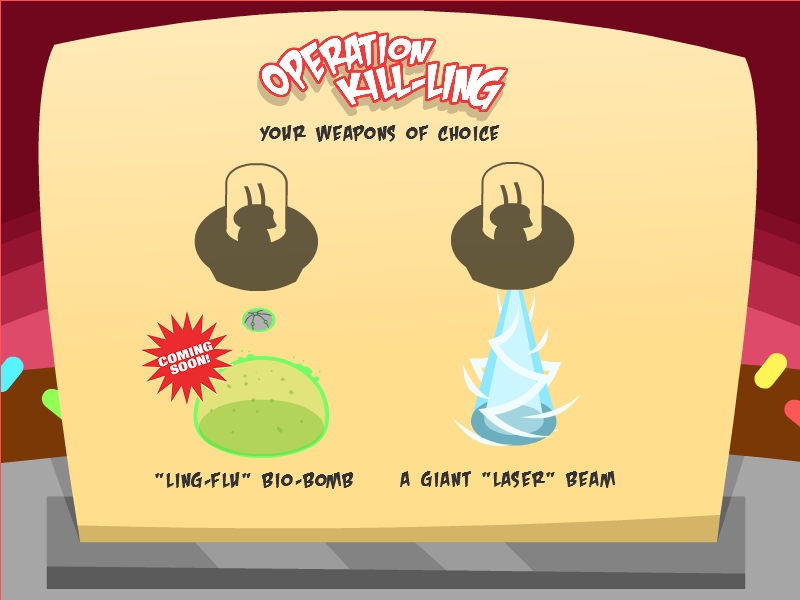 OPERATION
KILL-LING
YOUR WEAPONS OF CHOICE
COMING
SOON!
"LING-FLU" BIO-BOMB
A GIANT "LASER" BEAM